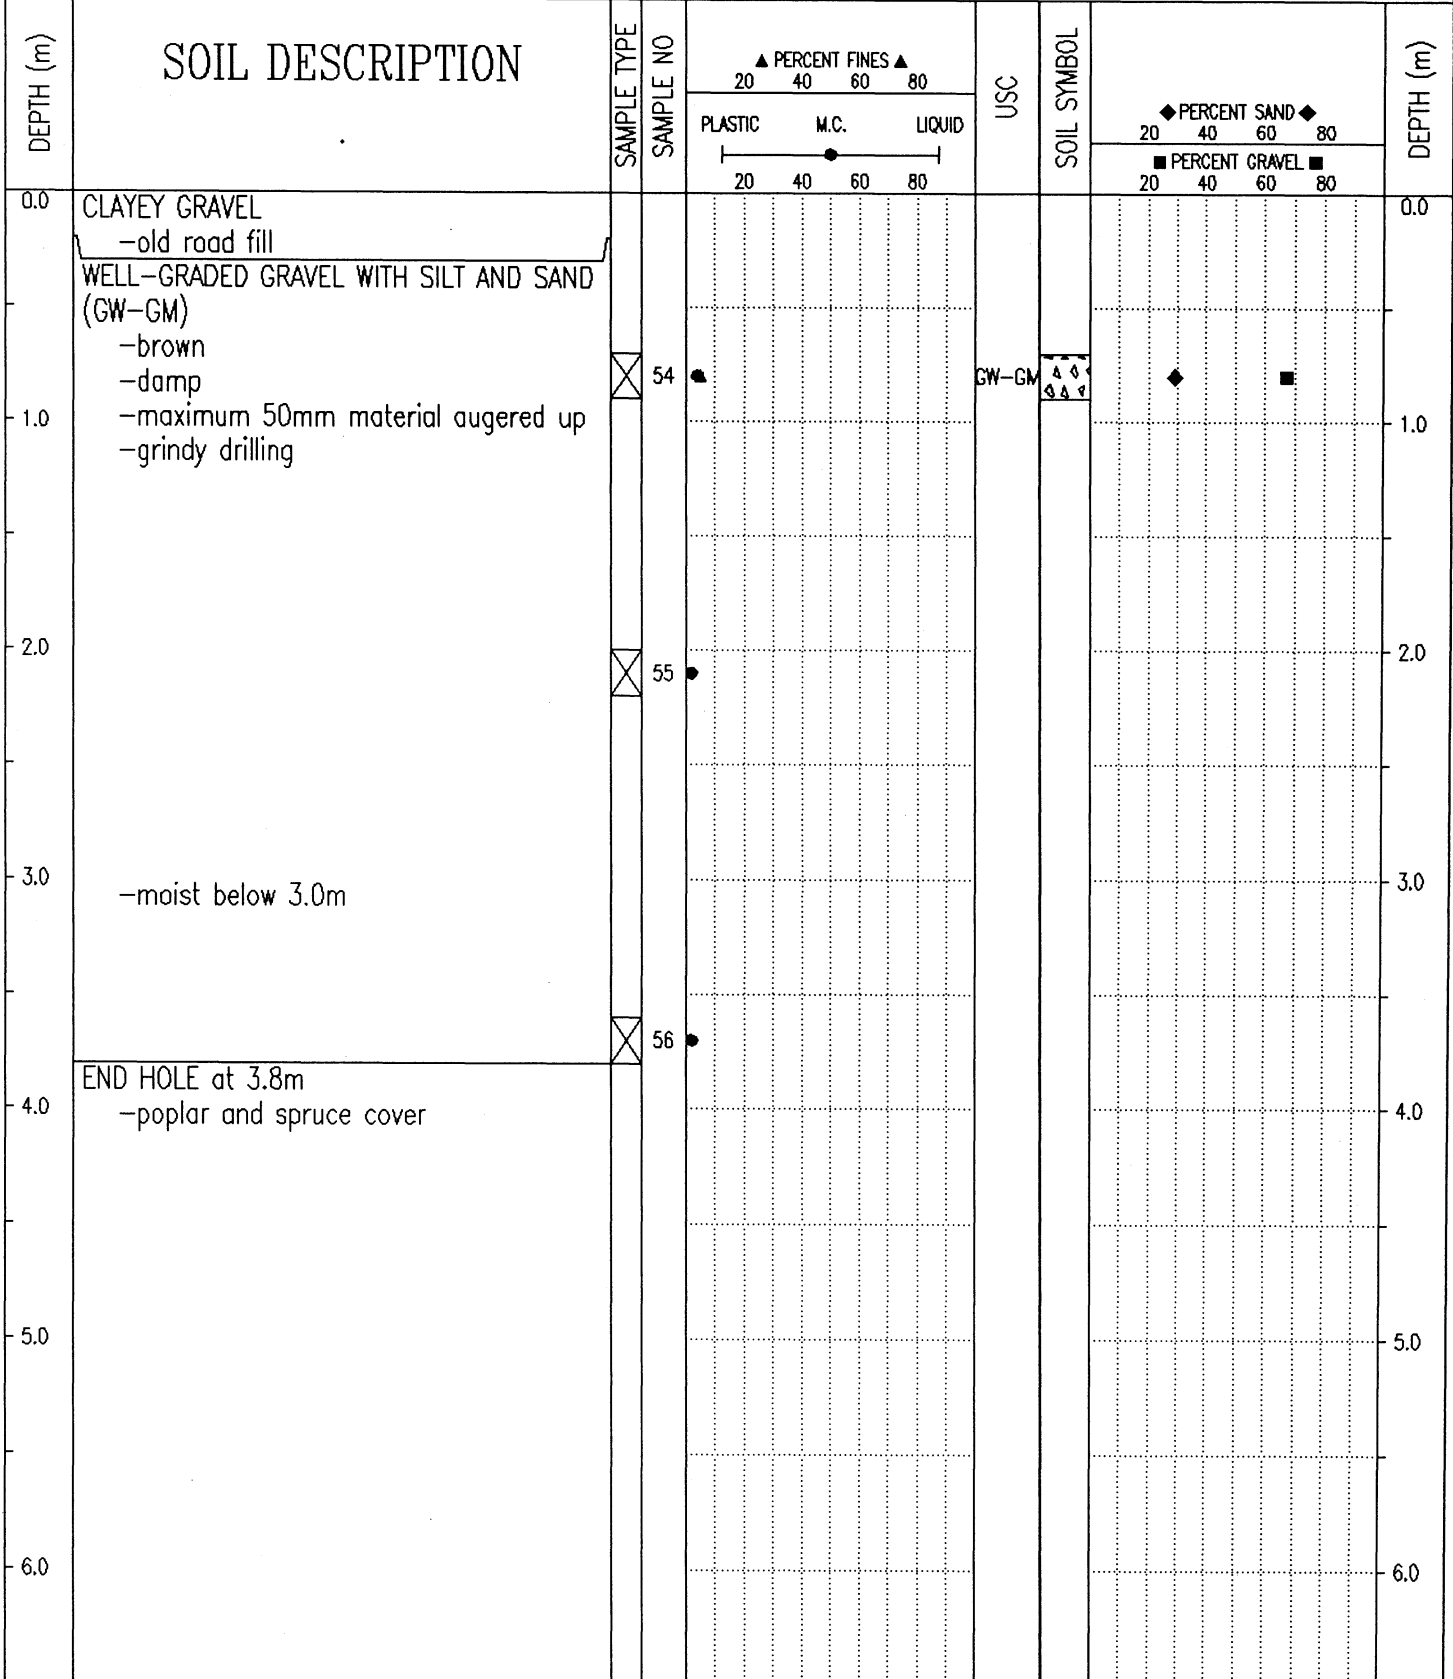 DEPTH (m)
SOIL DESCRIPTION
SAMPLE TYPE
SAMPLE NO
▲ PERCENT FINES ▲
20 40 60 80
PLASTIC M.C. LIQUID
20 40 60 80
USC
SOIL SYMBOL
◆ PERCENT SAND ◆
20 40 60 80
■ PERCENT GRAVEL ■
20 40 60 80
DEPTH (m)
0.0
CLAYEY GRAVEL
0.0
-old road fill
WELL-GRADED GRAVEL WITH SILT AND SAND
(GW-GM)
-brown
-damp
54
GW-GM
1.0
-maximum 50mm material augered up
1.0
-grindy drilling
2.0
2.0
55
3.0
3.0
-moist below 3.0m
56
END HOLE at 3.8m
4.0
-poplar and spruce cover
4.0
5.0
5.0
6.0
6.0